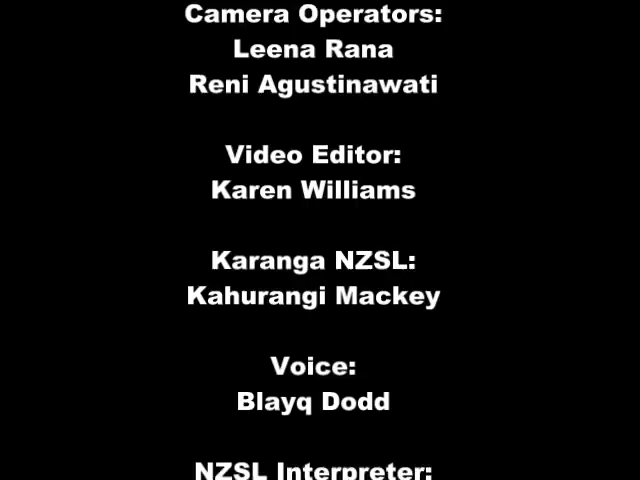 Camera Operators:
Leena Rana
Reni Agustinawati
Video Editor:
Karen Williams
Karanga NZSL:
Kahurangi Mackey
Voice:
Blayq Dodd
NZSL Interpreter: